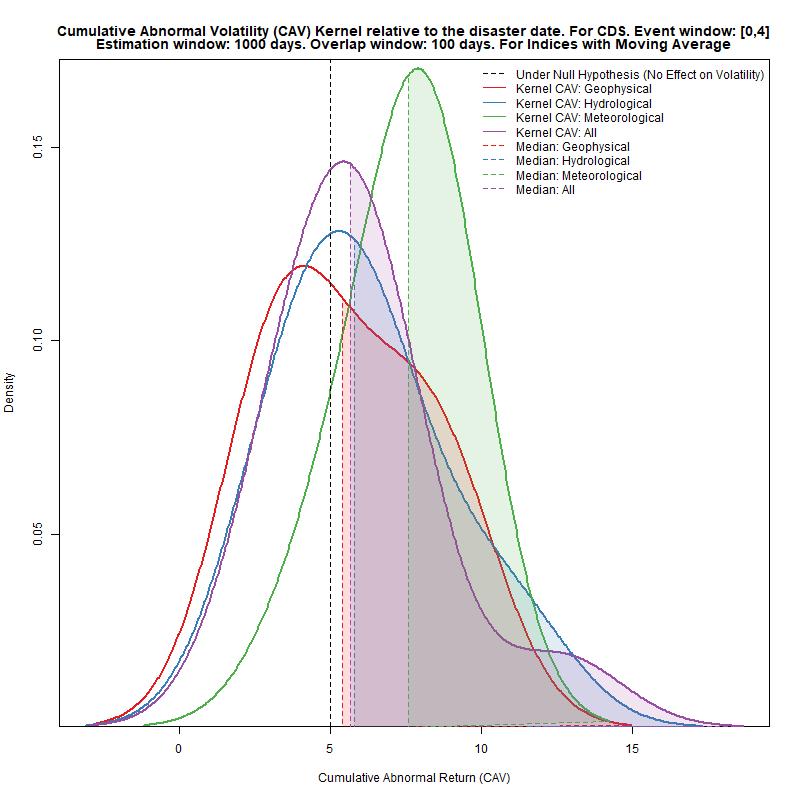 Cumulative Abnormal Volatility (CAV) Kernel relative to the disaster date. For CDS. Event window: [0,4]
Estimation window: 1000 days. Overlap window: 100 days. For Indices with Moving Average
Under Null Hypothesis (No Effect on Volatility)
Kernel CAV: Geophysical
Kernel CAV: Hydrological
Kernel CAV: Meteorological
Kernel CAV: All
Median: Geophysical
Median: Hydrological
Median: Meteorological
Median: All
0.15
0.10
0.05
Density
0 5 10 15
Cumulative Abnormal Return (CAV)